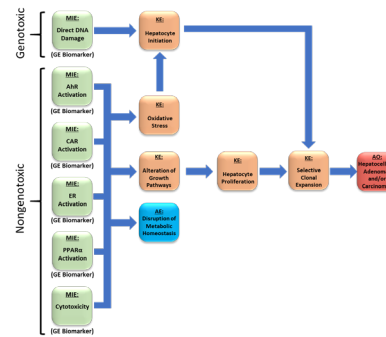 Genotoxic
MIE:
Direct DNA
Damage
(GE Biomarker)
KE:
Hepatocyte
Initiation
Nongenotoxic
MIE:
AhR
Activation
(GE Biomarker)
KE:
Oxidative
Stress
MIE:
CAR
Activation
(GE Biomarker)
KE:
Alteration of
Growth
Pathways
KE:
Hepatocyte
Proliferation
KE:
Selective
Clonal
Expansion
AO:
Hepatocell
Adenoma
and/or
Carcinom
MIE:
ER
Activation
(GE Biomarker)
AE:
Disruption of
Metabolic
Homeostasis
MIE:
PPARα
Activation
(GE Biomarker)
MIE:
Cytotoxicity
(GE Biomarker)